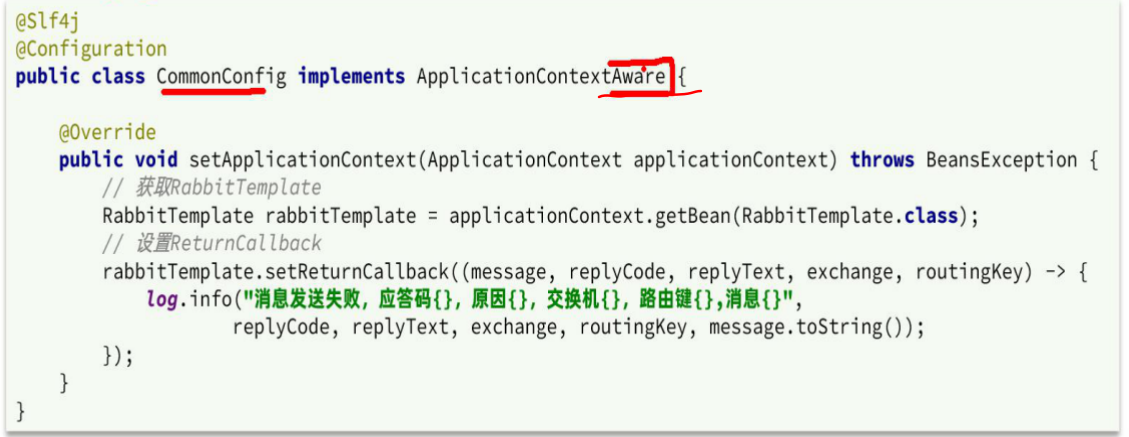 @Slf4j
@Configuration
public class CommonConfig implements ApplicationContextAware {
@Override
public void setApplicationContext(ApplicationContext applicationContext) throws BeansException {
// 获取RabbitTemplate
RabbitTemplate rabbitTemplate = applicationContext.getBean(RabbitTemplate.class);
// 设置ReturnCallback
rabbitTemplate.setReturnCallback((message, replyCode, replyText, exchange, routingKey) -> {
log.info("消息发送失败，应答码{}，原因{}，交换机{}，路由键{},消息{}",
replyCode, replyText, exchange, routingKey, message.toString());
});
}
}